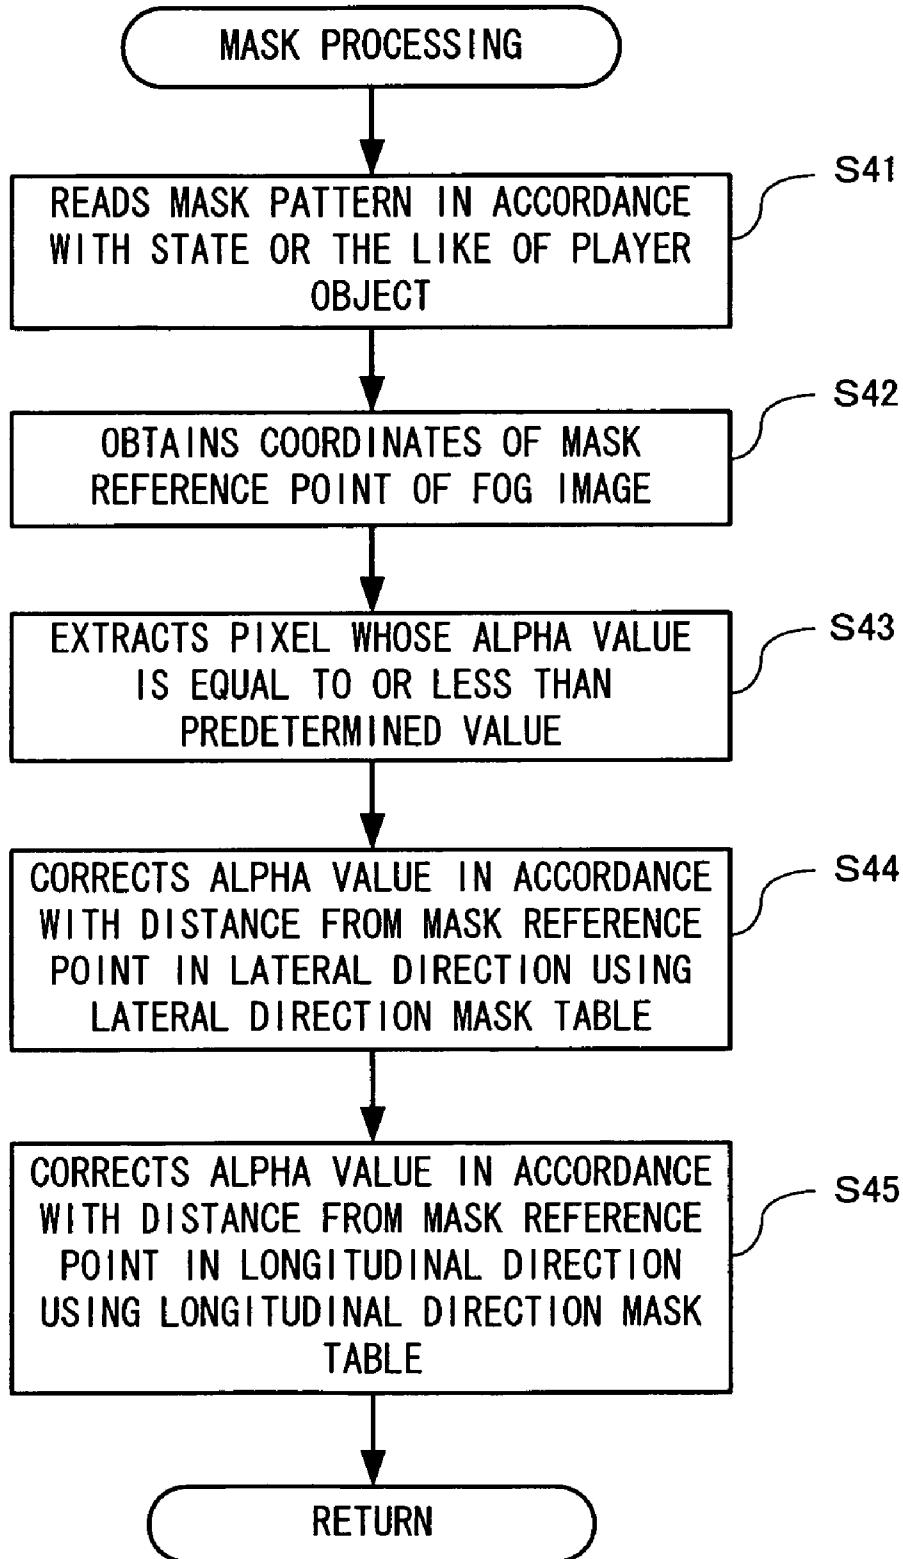 MASK PROCESSING
S41
READS MASK PATTERN IN ACCORDANCE
WITH STATE OR THE LIKE OF PLAYER
OBJECT
S42
OBTAINS COORDINATES OF MASK
REFERENCE POINT OF FOG IMAGE
S43
EXTRACTS PIXEL WHOSE ALPHA VALUE
IS EQUAL TO OR LESS THAN
PREDETERMINED VALUE
S44
CORRECTS ALPHA VALUE IN ACCORDANCE
WITH DISTANCE FROM MASK REFERENCE
POINT IN LATERAL DIRECTION USING
LATERAL DIRECTION MASK TABLE
S45
CORRECTS ALPHA VALUE IN ACCORDANCE
WITH DISTANCE FROM MASK REFERENCE
POINT IN LONGITUDINAL DIRECTION
USING LONGITUDINAL DIRECTION MASK
TABLE
RETURN